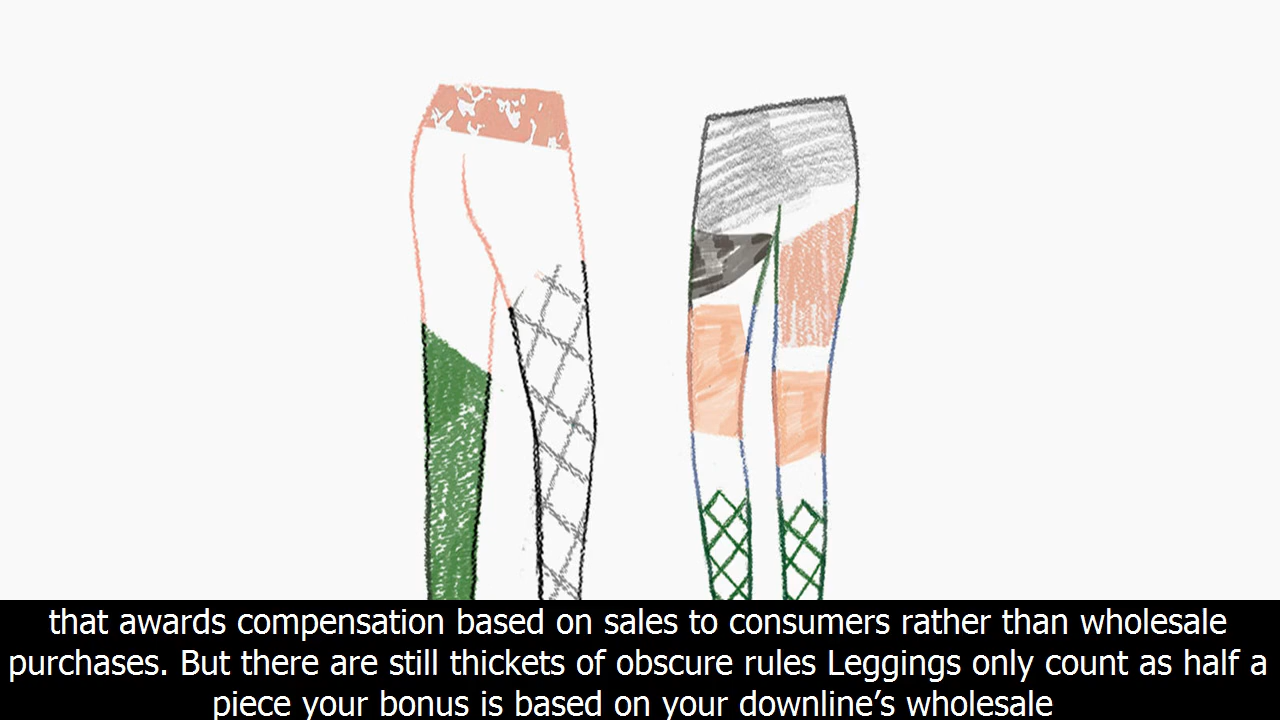 that awards compensation based on sales to consumers rather than wholesale
purchases. But there are still thickets of obscure rules Leggings only count as half a
piece your bonus is based on your downline’s wholesale